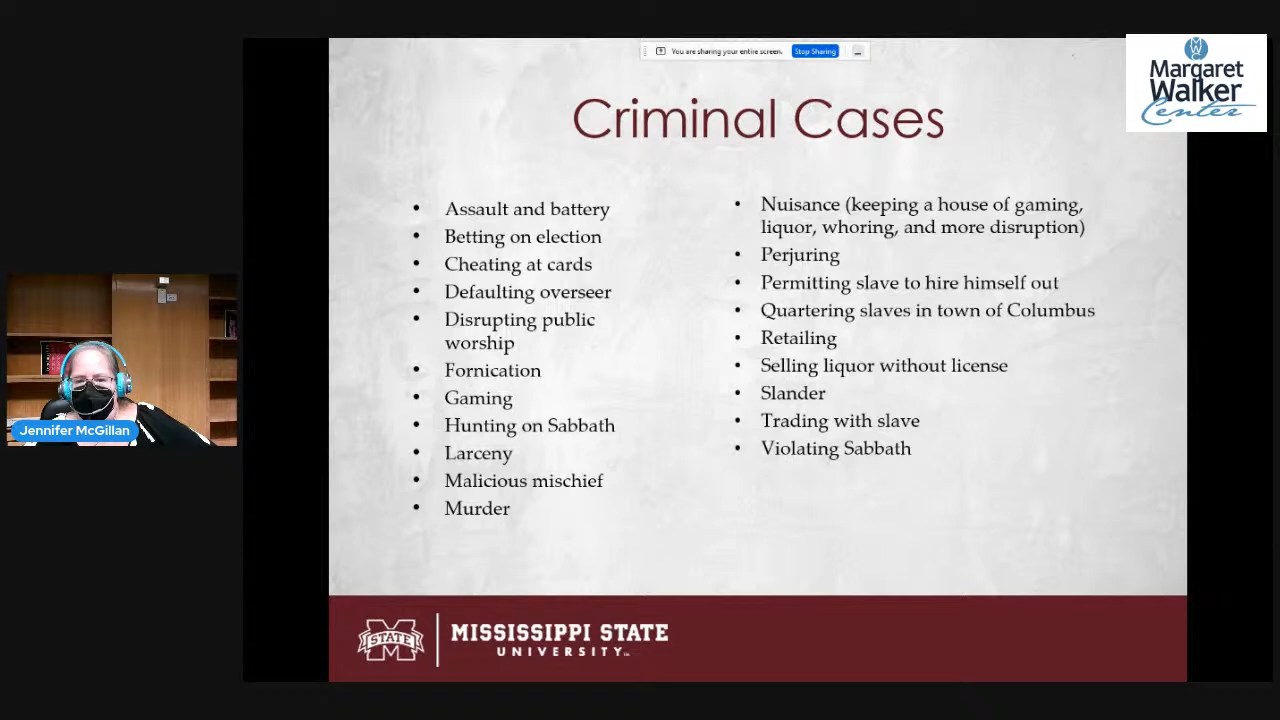 You are sharing your entire screen. Stop Sharing
Margaret
Walker
Center
Criminal Cases
• Assault and battery
• Betting on election
• Cheating at cards
• Defaulting overseer
• Disrupting public
worship
• Fornication
• Gaming
• Hunting on Sabbath
• Larceny
• Malicious mischief
• Murder
• Nuisance (keeping a house of gaming,
liquor, whoring, and more disruption)
• Perjuring
• Permitting slave to hire himself out
• Quartering slaves in town of Columbus
• Retailing
• Selling liquor without license
• Slander
• Trading with slave
• Violating Sabbath
Jennifer McGillan
STATE
MISSISSIPPI STATE
UNIVERSITY